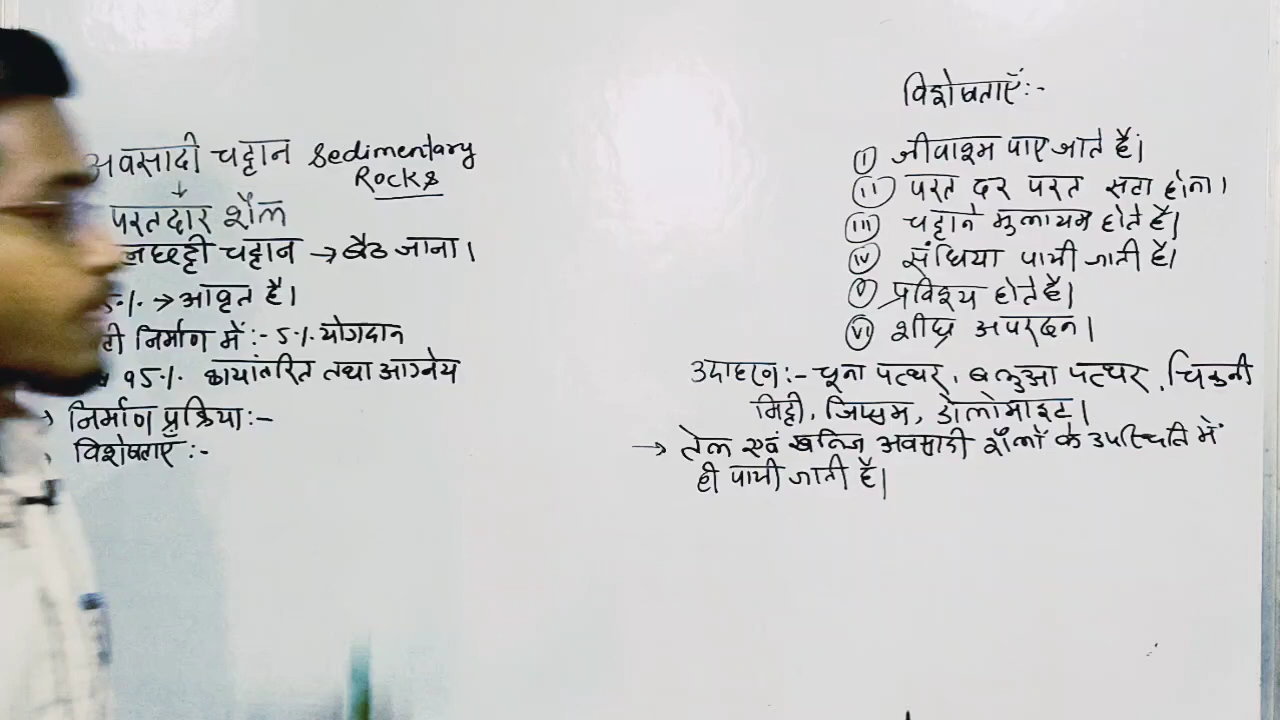 अवसादी चट्टान Sedimentary
Rocks
परतदार शैल
चट्टान → बैठ जाना।
→ आवृत है।
निर्माण में :- 5% योगदान
95% कायांतरित तथा आग्नेय
→ निर्माण प्रक्रिया :-
विशेषताएँ :-
विशेषताएँ :-
(i) जीवाश्म पाए जाते है।
(ii) परत दर परत सटा होना।
(iii) चट्टाने मुलायम होते है।
(iv) संधिया पायी जाती है।
(v) प्रविश्य होते है।
(vi) शीघ्र अपरदन।
उदाहरन :- चूना पत्थर, बलुआ पत्थर, चिकनी
मिट्टी, जिप्सम, डोलोमाइट।
→ तेल एवं खनिज अवसादी शैलों के उपस्थिति में
ही पायी जाती है।